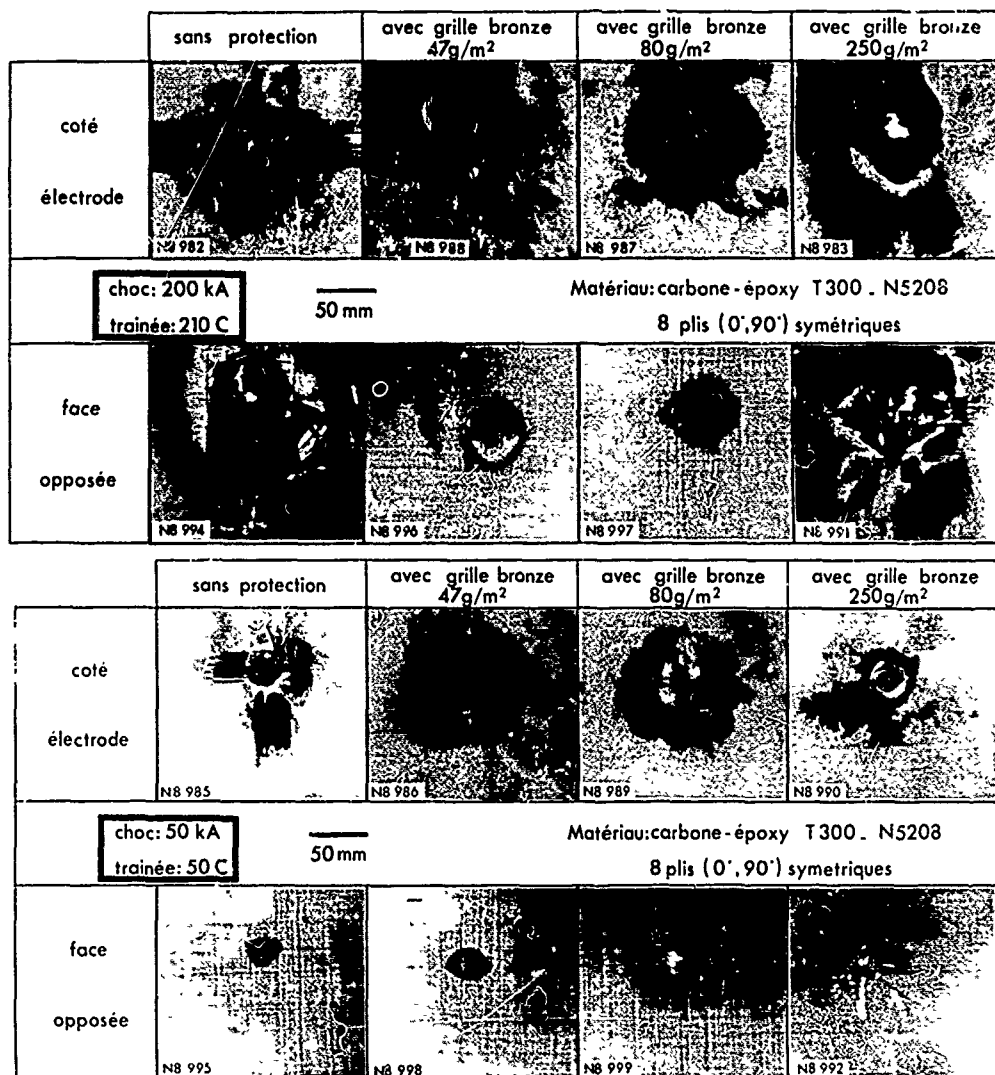 sans protection
avec grille bronze
47g/m²
avec grille bronze
80g/m²
avec grille bronze
250g/m²
coté
électrode
N8 982
N8 988
N8 987
N8 983
choc: 200 kA
trainée: 210 C
50 mm
Matériau: carbone-époxy T300 _ N5208
8 plis (0°,90°) symétriques
face
opposée
N8 994
N8 996
N8 997
N8 991
sans protection
avec grille bronze
47g/m²
avec grille bronze
80g/m²
avec grille bronze
250g/m²
coté
électrode
N8 985
N8 986
N8 989
N8 990
choc: 50 kA
trainée: 50 C
50 mm
Matériau: carbone-époxy T300 _ N5208
8 plis (0°,90°) symetriques
face
opposée
N8 995
N8 998
N8 999
N8 992